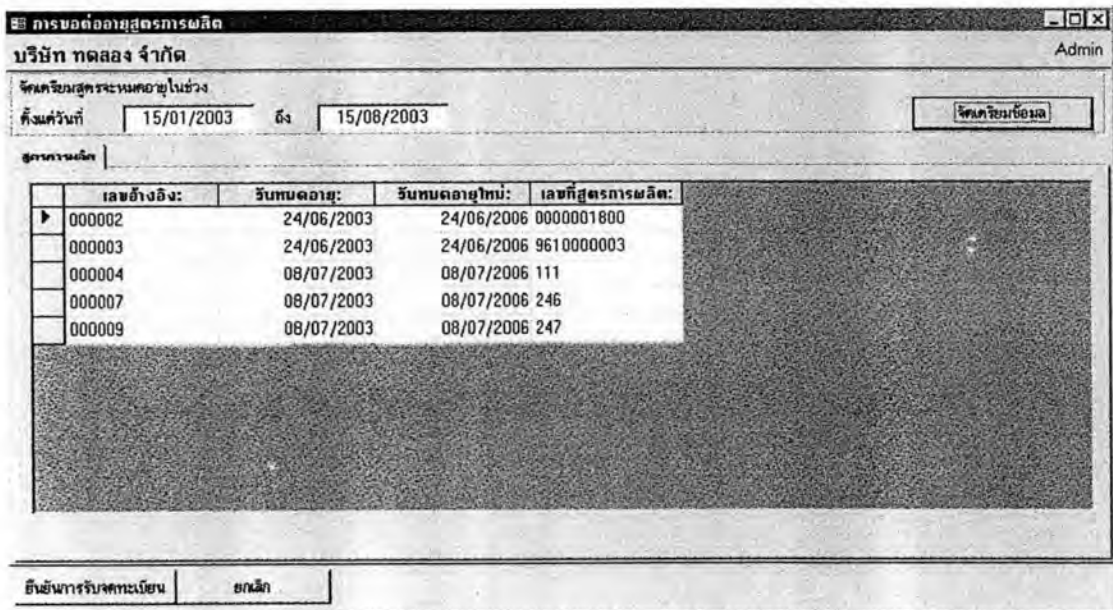 การขอต่ออายุสูตรการผลิต
บริษัท ทดลอง จำกัด Admin
จัดเตรียมสูตรจะหมดอายุในช่วง
ตั้งแต่วันที่ 15/01/2003 ถึง 15/08/2003 จัดเตรียมข้อมูล
สูตรการผลิต
เลขอ้างอิง: วันหมดอายุ: วันหมดอายุใหม่: เลขที่สูตรการผลิต:
000002 24/06/2003 24/06/2006 0000001800
000003 24/06/2003 24/06/2006 9610000003
000004 08/07/2003 08/07/2006 111
000007 08/07/2003 08/07/2006 246
000009 08/07/2003 08/07/2006 247
ยืนยันการรับจดทะเบียน ยกเลิก